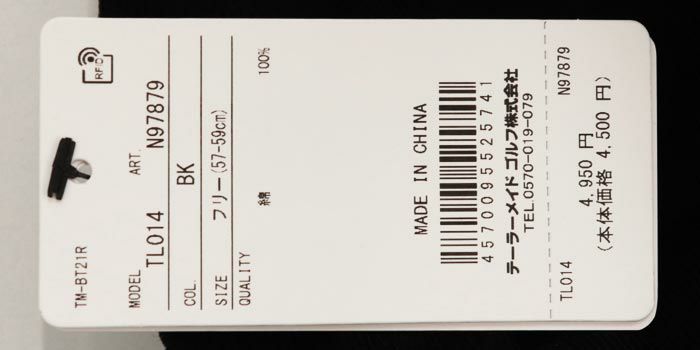 RFID
TM-BT21R
MODEL ART.
TL014 N97879
COL. BK
SIZE フリー(57-59cm)
QUALITY
綿 100%
MADE IN CHINA
4570095525741
テーラーメイド ゴルフ株式会社
TEL.0570-019-079
TL014 N97879
4,950 円
(本体価格 4,500 円)